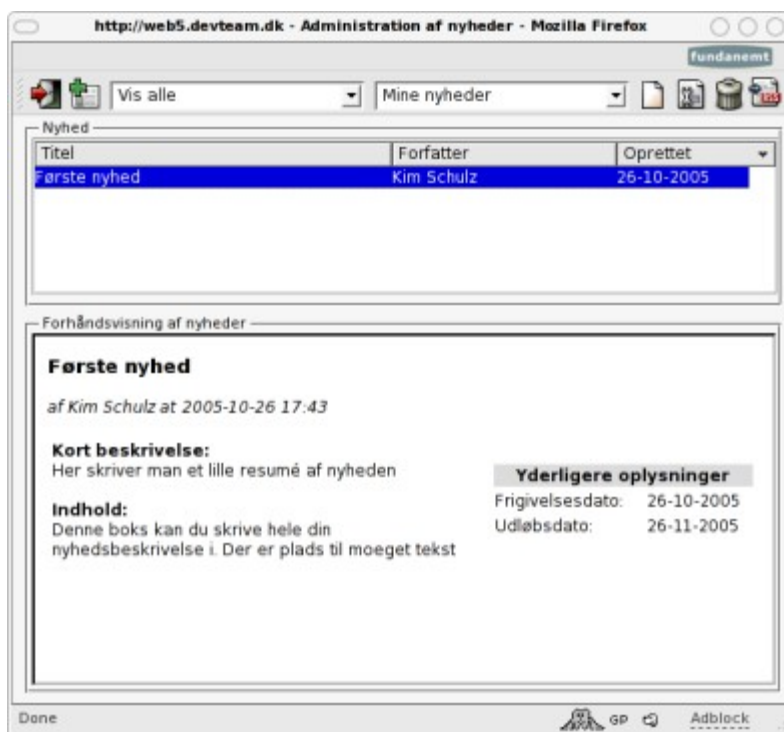 http://web5.devteam.dk - Administration af nyheder - Mozilla Firefox
fundanemt
Vis alle
Mine nyheder
Nyhed
Titel Forfatter Oprettet
Første nyhed Kim Schulz 26-10-2005
Forhåndsvisning af nyheder
Første nyhed
af Kim Schulz at 2005-10-26 17:43
Kort beskrivelse:
Her skriver man et lille resumé af nyheden
Yderligere oplysninger
Frigivelsesdato: 26-10-2005
Udløbsdato: 26-11-2005
Indhold:
Denne boks kan du skrive hele din
nyhedsbeskrivelse i. Der er plads til moeget tekst
Done
GP
Adblock